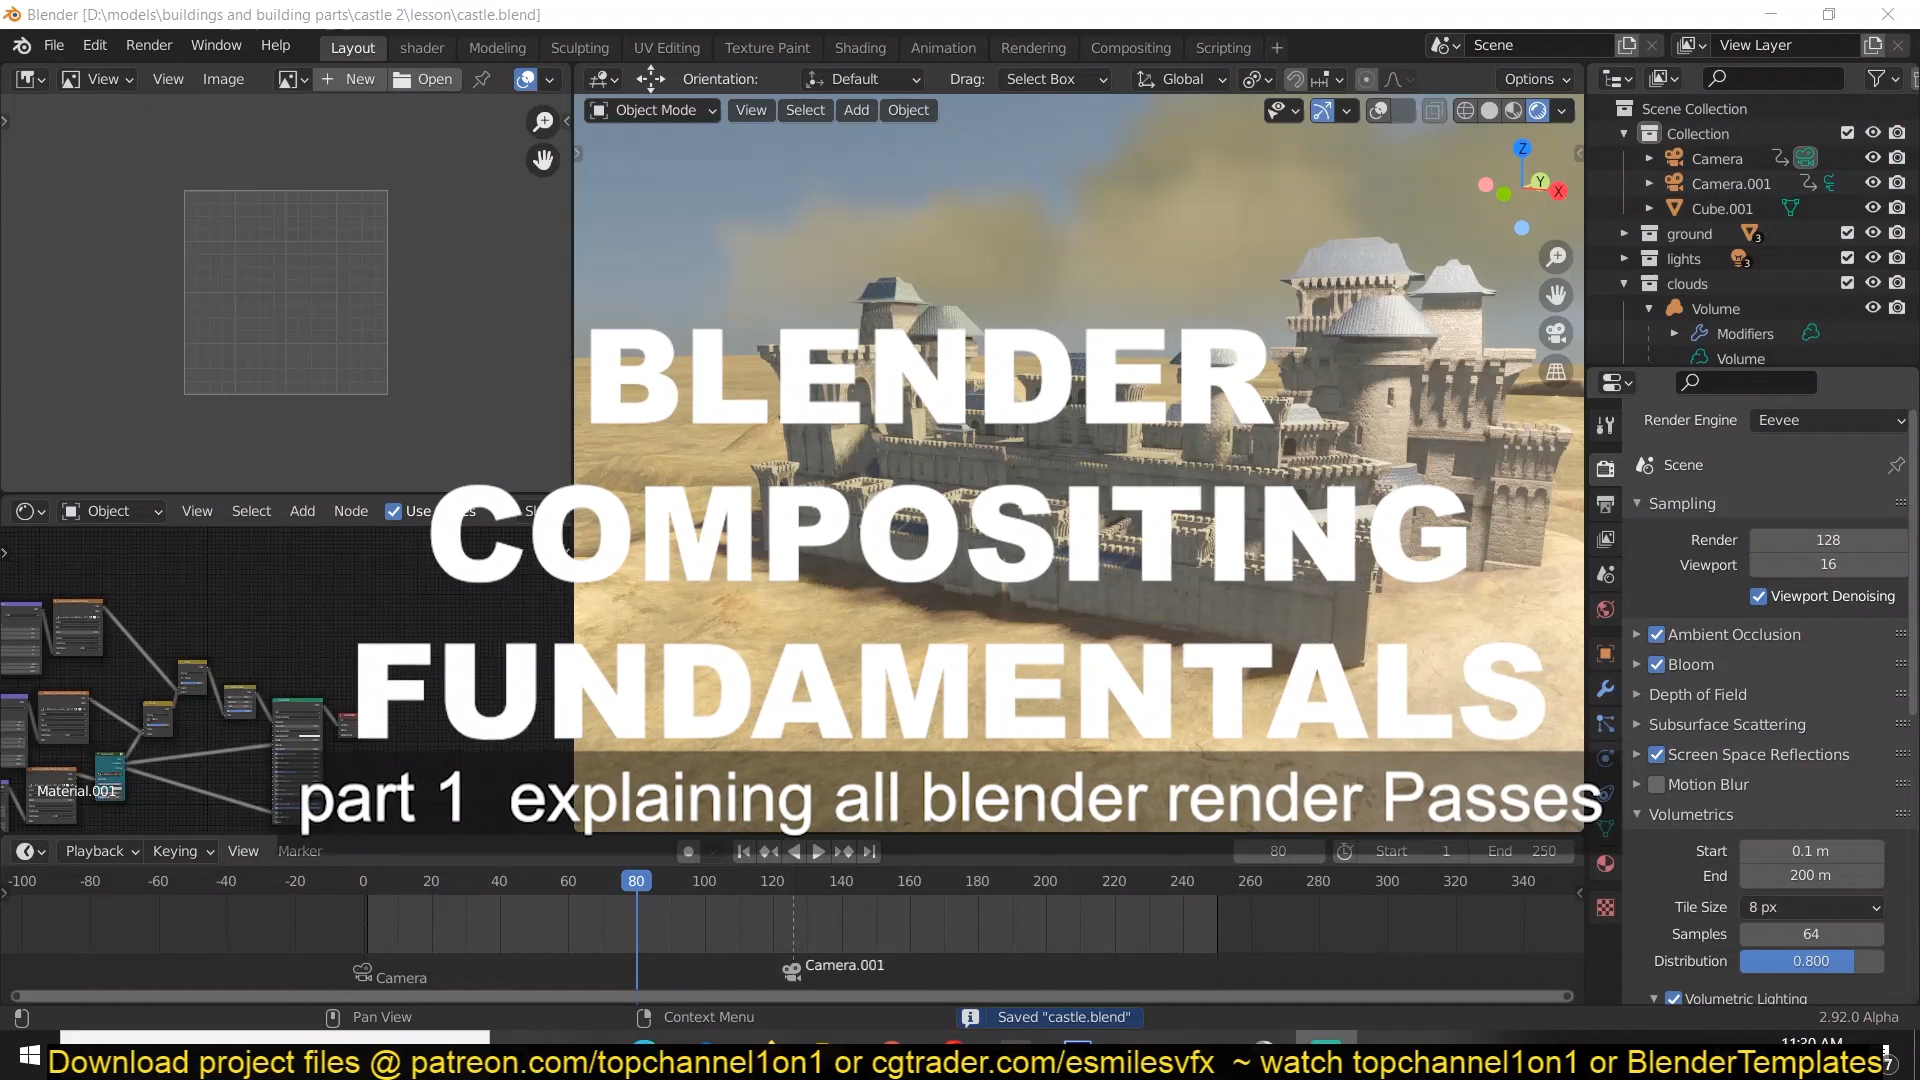 Blender [D:\models\buildings and building parts\castle 2\lesson\castle.blend]
File Edit Render Window Help Layout shader Modeling Sculpting UV Editing Texture Paint Shading Animation Rendering Compositing Scripting + Scene View Layer
View View Image + New Open Orientation: Default Drag: Select Box Global Options
Object Mode View Select Add Object
Z
Y
X
Scene Collection
Collection
Camera
Camera.001
Cube.001
ground 3
lights 3
clouds
Volume
Modifiers
Volume
BLENDER
COMPOSITING
FUNDAMENTALS
part 1 explaining all blender render Passes
Render Engine Eevee
Scene
Sampling
Render 128
Viewport 16
Viewport Denoising
Ambient Occlusion
Bloom
Depth of Field
Subsurface Scattering
Screen Space Reflections
Motion Blur
Volumetrics
Start 0.1 m
End 200 m
Tile Size 8 px
Samples 64
Distribution 0.800
Volumetric Lighting
Object View Select Add Node Use
Material.001
Playback Keying View Marker 80 Start 1 End 250
-100 -80 -60 -40 -20 0 20 40 60 80 100 120 140 160 180 200 220 240 260 280 300 320 340
Camera Camera.001
Pan View Context Menu Saved "castle.blend" 2.92.0 Alpha
11:30 AM
Download project files @ patreon.com/topchannel1on1 or cgtrader.com/esmilesvfx ~ watch topchannel1on1 or BlenderTemplates